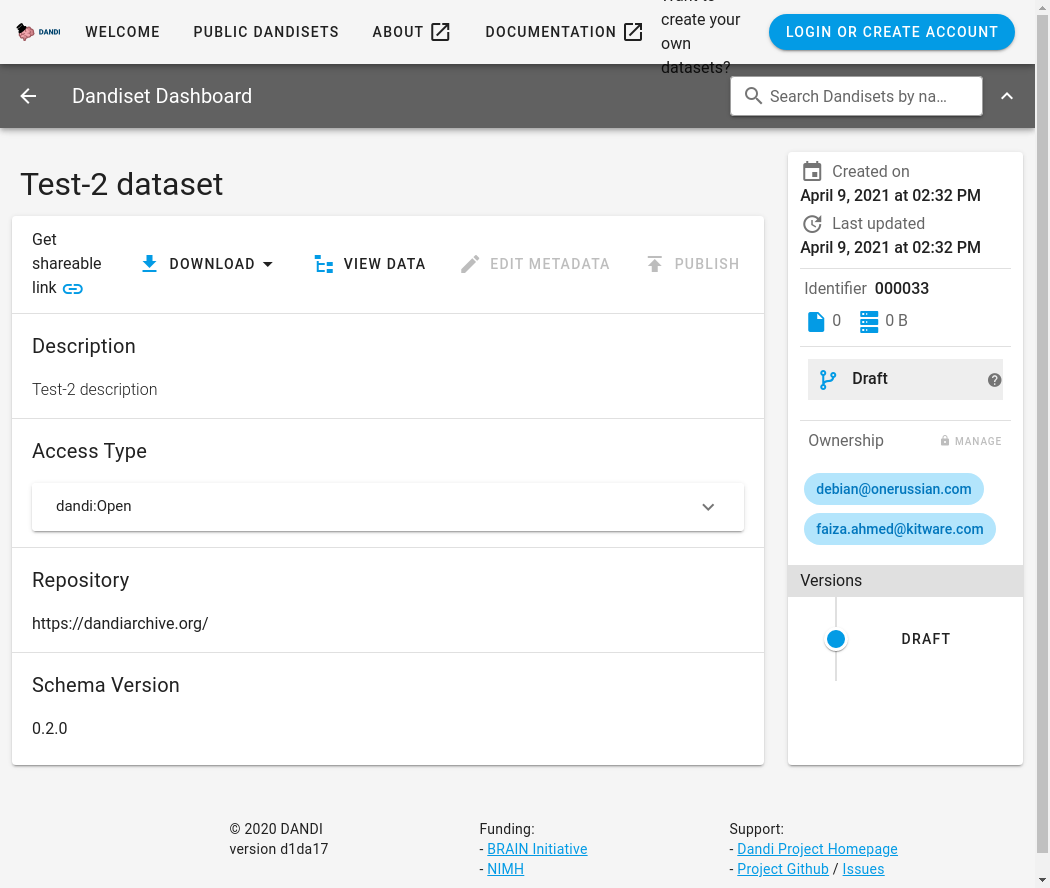 DANDI
WELCOME
PUBLIC DANDISETS
ABOUT
DOCUMENTATION
create your
own
datasets?
LOGIN OR CREATE ACCOUNT
Dandiset Dashboard
Search Dandisets by na...
Test-2 dataset
Get
shareable
link
DOWNLOAD
VIEW DATA
EDIT METADATA
PUBLISH
Description
Test-2 description
Access Type
dandi:Open
Repository
https://dandiarchive.org/
Schema Version
0.2.0
Created on
April 9, 2021 at 02:32 PM
Last updated
April 9, 2021 at 02:32 PM
Identifier 000033
0
0 B
Draft
Ownership
MANAGE
debian@onerussian.com
faiza.ahmed@kitware.com
Versions
DRAFT
© 2020 DANDI
version d1da17
Funding:
- BRAIN Initiative
- NIMH
Support:
- Dandi Project Homepage
- Project Github / Issues